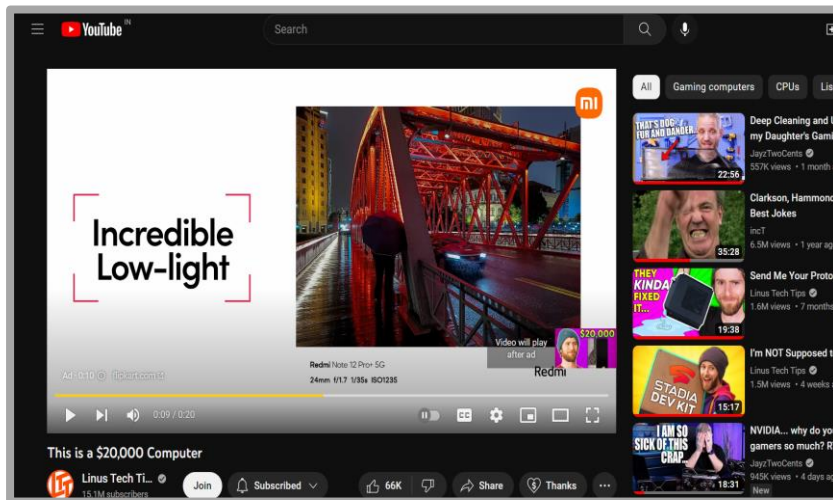 YouTube IN
Search
mi
Incredible
Low-light
Redmi Note 12 Pro+ 5G
24mm f/1.7 1/35s ISO1235
Redmi
Video will play
after ad
$20,000
Ad · 0:10
0:09 / 0:20
CC
This is a $20,000 Computer
Linus Tech Ti...
15.1M subscribers
Join
Subscribed
66K
Share
Thanks
All
Gaming computers
CPUs
Lis
THAT'S DOG
FUR AND DANDER...
22:56
Deep Cleaning and U
my Daughter's Gami
JayzTwoCents
557K views • 1 month
35:28
Clarkson, Hammond
Best Jokes
incT
6.5M views • 1 year ag
THEY
KINDA
FIXED
IT...
19:38
Send Me Your Proto
Linus Tech Tips
1.6M views • 7 months
STADIA
DEV KIT
15:17
I'm NOT Supposed t
Linus Tech Tips
1.5M views • 4 weeks
I AM SO
SICK OF THIS
CRAP...
18:31
NVIDIA... why do yo
gamers so much? R
JayzTwoCents
945K views • 4 days a
New